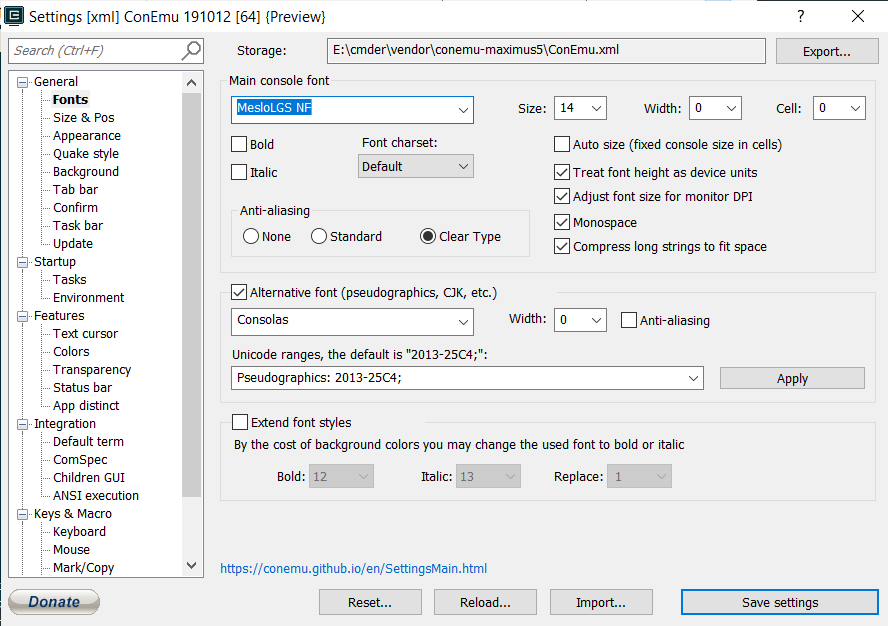 Settings [xml] ConEmu 191012 [64] {Preview}
?
Search (Ctrl+F)
Storage:
E:\cmder\vendor\conemu-maximus5\ConEmu.xml
Export...
General
Fonts
Size & Pos
Appearance
Quake style
Background
Tab bar
Confirm
Task bar
Update
Startup
Tasks
Environment
Features
Text cursor
Colors
Transparency
Status bar
App distinct
Integration
Default term
ComSpec
Children GUI
ANSI execution
Keys & Macro
Keyboard
Mouse
Mark/Copy
Main console font
MesloLGS NF
Size: 14
Width: 0
Cell: 0
Bold
Italic
Font charset:
Default
Auto size (fixed console size in cells)
Treat font height as device units
Adjust font size for monitor DPI
Monospace
Compress long strings to fit space
Anti-aliasing
None
Standard
Clear Type
Alternative font (pseudographics, CJK, etc.)
Consolas
Width: 0
Anti-aliasing
Unicode ranges, the default is "2013-25C4;":
Pseudographics: 2013-25C4;
Apply
Extend font styles
By the cost of background colors you may change the used font to bold or italic
Bold: 12
Italic: 13
Replace: 1
https://conemu.github.io/en/SettingsMain.html
Donate
Reset...
Reload...
Import...
Save settings